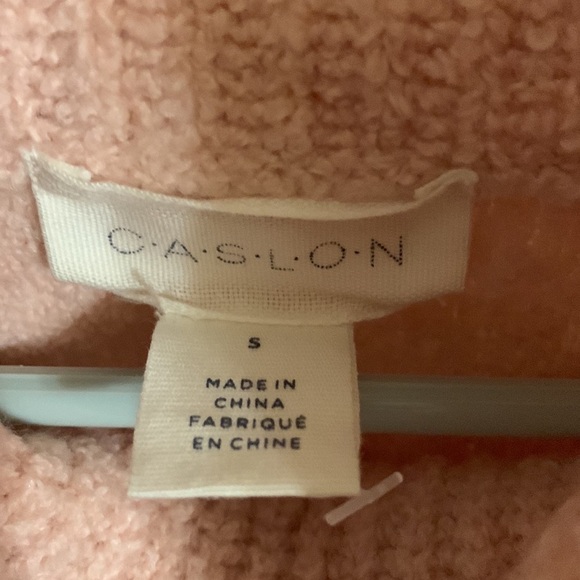 C·A·S·L·O·N
S
MADE IN
CHINA
FABRIQUÉ
EN CHINE